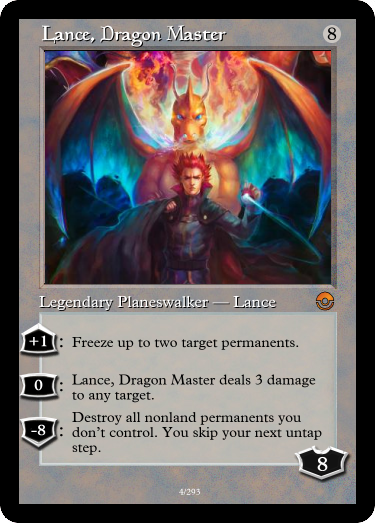 Lance, Dragon Master 8
Legendary Planeswalker — Lance
+1: Freeze up to two target permanents.
0: Lance, Dragon Master deals 3 damage
to any target.
Destroy all nonland permanents you
-8: don't control. You skip your next untap
step.
8
4/293